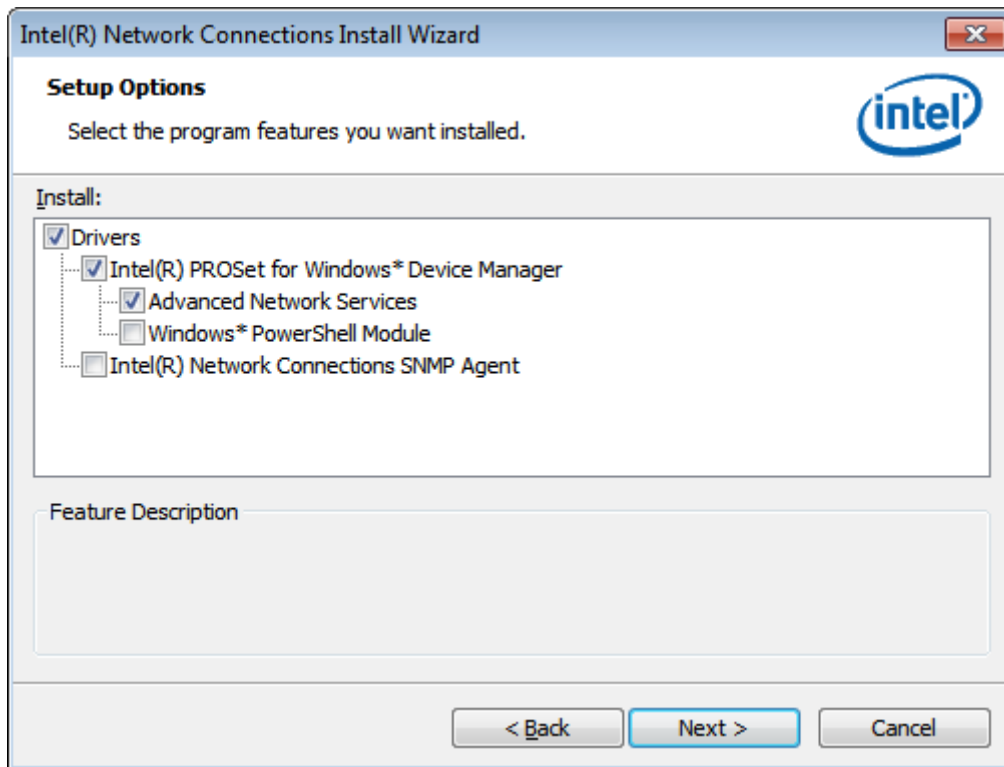 Intel(R) Network Connections Install Wizard
Setup Options
Select the program features you want installed.
intel
Install:
Drivers
Intel(R) PROSet for Windows* Device Manager
Advanced Network Services
Windows* PowerShell Module
Intel(R) Network Connections SNMP Agent
Feature Description
< Back Next > Cancel